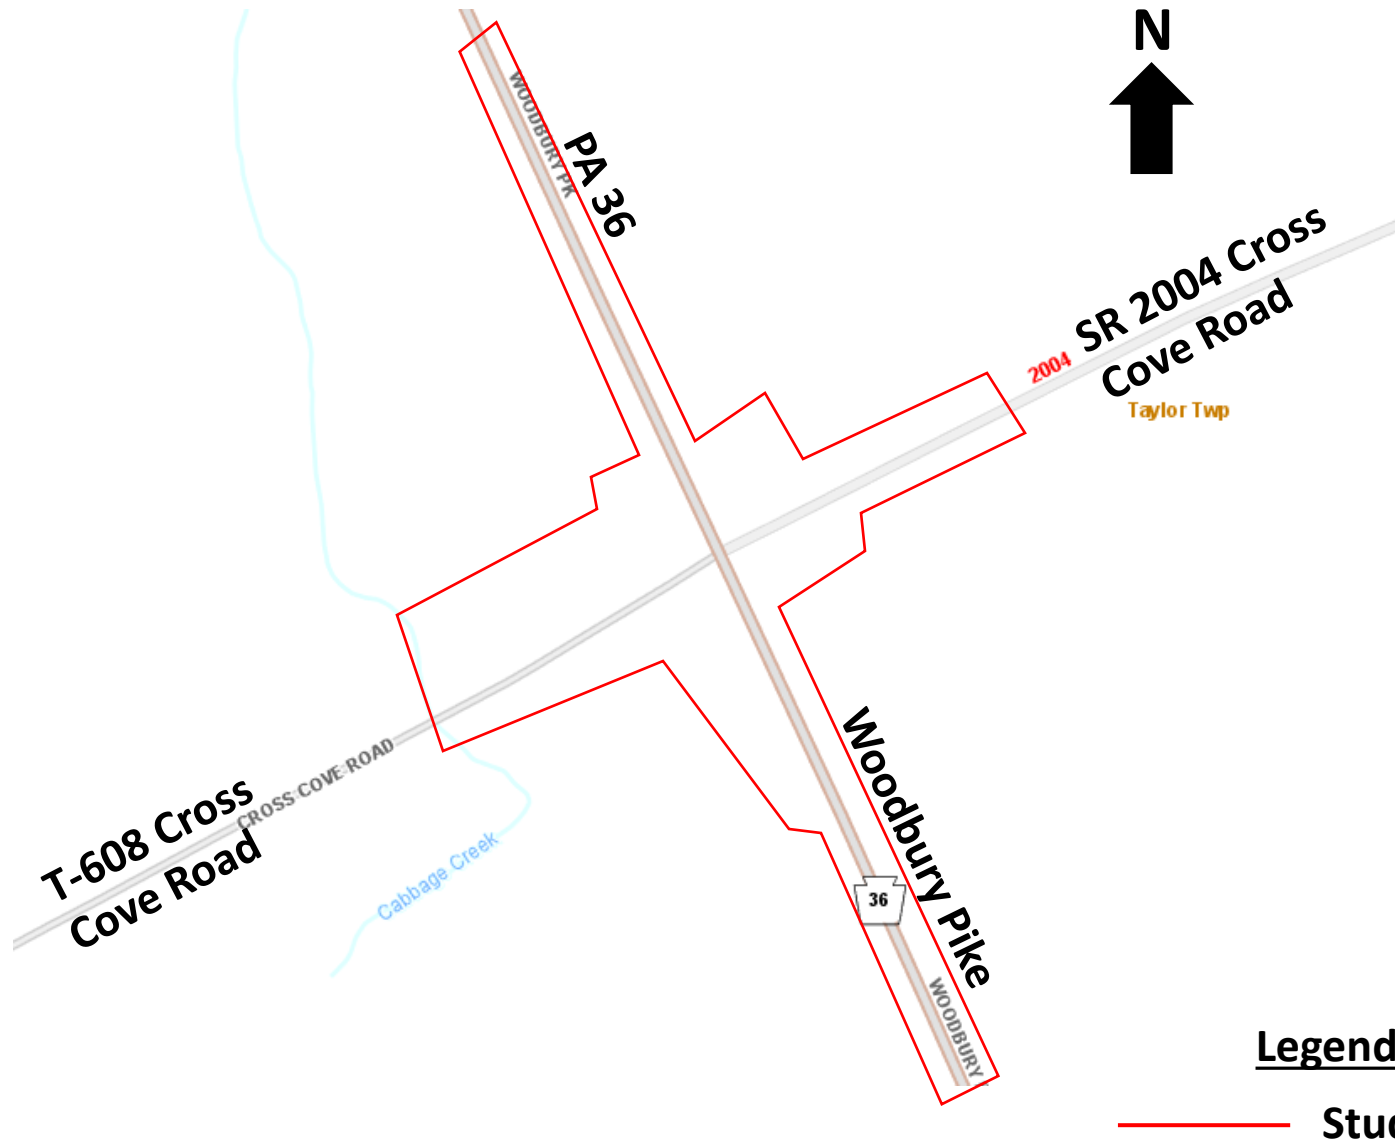 N
WOODBURY PK
PA 36
SR 2004 Cross
Cove Road
2004
Taylor Twp
T-608 Cross
Cove Road
CROSS COVE ROAD
Cabbage Creek
Woodbury Pike
36
WOODBURY
Legend